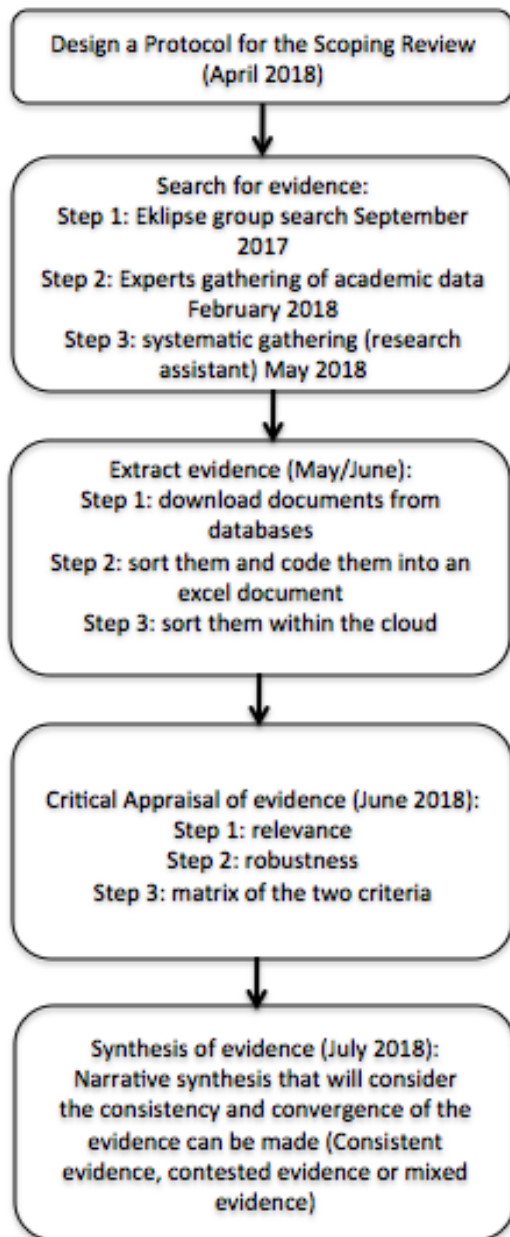 Design a Protocol for the Scoping Review
(April 2018)
Search for evidence:
Step 1: Eklipse group search September
2017
Step 2: Experts gathering of academic data
February 2018
Step 3: systematic gathering (research
assistant) May 2018
Extract evidence (May/June):
Step 1: download documents from
databases
Step 2: sort them and code them into an
excel document
Step 3: sort them within the cloud
Critical Appraisal of evidence (June 2018):
Step 1: relevance
Step 2: robustness
Step 3: matrix of the two criteria
Synthesis of evidence (July 2018):
Narrative synthesis that will consider
the consistency and convergence of the
evidence can be made (Consistent
evidence, contested evidence or mixed
evidence)